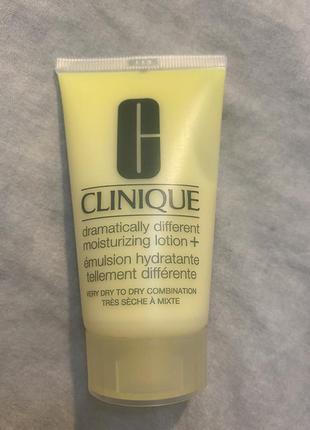 CLINIQUE
dramatically different
moisturizing lotion+
émulsion hydratante
tellement différente
VERY DRY TO DRY COMBINATION
TRÈS SÈCHE À MIXTE